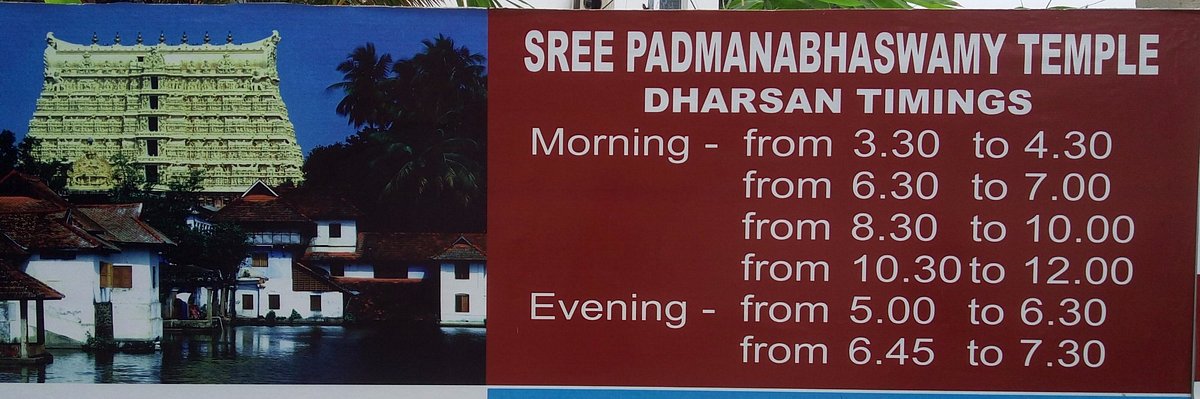 SREE PADMANABHASWAMY TEMPLE
DHARSAN TIMINGS
Morning - from 3.30 to 4.30
from 6.30 to 7.00
from 8.30 to 10.00
from 10.30 to 12.00
Evening - from 5.00 to 6.30
from 6.45 to 7.30